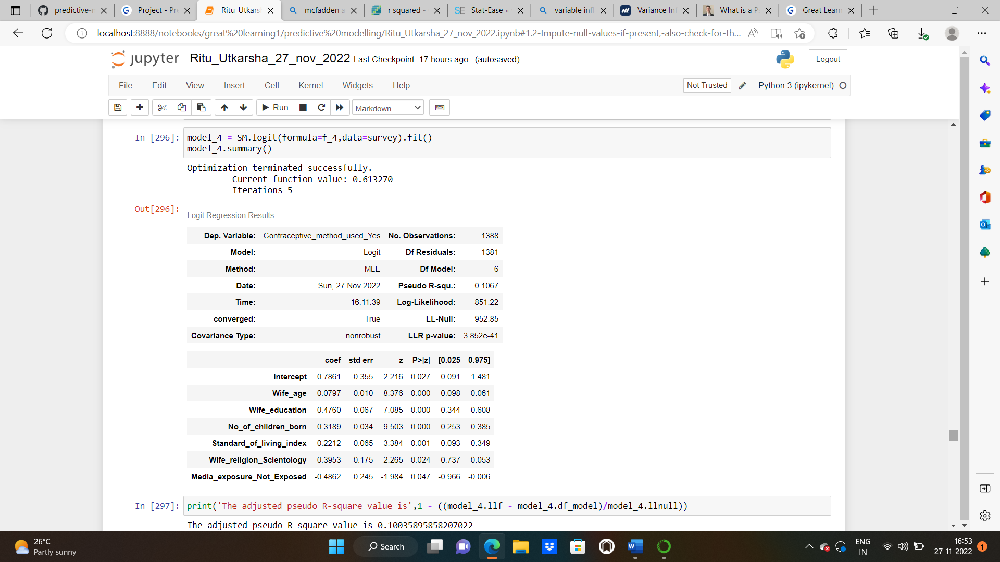 predictive-n
Project - Pre
Ritu_Utkarsh
mcfadden a
r squared -
Stat-Ease »
variable infl
Variance Inf
What is a Ps
Great Learn
localhost:8888/notebooks/great%20learning1/predictive%20modelling/Ritu_Utkarsha_27_nov_2022.ipynb#1.2-Impute-null-values-if-present,-also-check-for-th...
jupyter Ritu_Utkarsha_27_nov_2022 Last Checkpoint: 17 hours ago (autosaved)
Logout
File Edit View Insert Cell Kernel Widgets Help
Not Trusted
Python 3 (ipykernel)
Run
Markdown
In [296]: model_4 = SM.logit(formula=f_4,data=survey).fit()
model_4.summary()
Optimization terminated successfully.
Current function value: 0.613270
Iterations 5
Out[296]:
Logit Regression Results
Dep. Variable: Contraceptive_method_used_Yes No. Observations: 1388
Model: Logit Df Residuals: 1381
Method: MLE Df Model: 6
Date: Sun, 27 Nov 2022 Pseudo R-squ.: 0.1067
Time: 16:11:39 Log-Likelihood: -851.22
converged: True LL-Null: -952.85
Covariance Type: nonrobust LLR p-value: 3.852e-41
coef std err z P>|z| [0.025 0.975]
Intercept 0.7861 0.355 2.216 0.027 0.091 1.481
Wife_age -0.0797 0.010 -8.376 0.000 -0.098 -0.061
Wife_education 0.4760 0.067 7.085 0.000 0.344 0.608
No_of_children_born 0.3189 0.034 9.503 0.000 0.253 0.385
Standard_of_living_index 0.2212 0.065 3.384 0.001 0.093 0.349
Wife_religion_Scientology -0.3953 0.175 -2.265 0.024 -0.737 -0.053
Media_exposure_Not_Exposed -0.4862 0.245 -1.984 0.047 -0.966 -0.006
In [297]: print('The adjusted pseudo R-square value is',1 - ((model_4.llf - model_4.df_model)/model_4.llnull))
The adjusted pseudo R-square value is 0.10035895858207022
26°C
Partly sunny
Search
ENG
IN
16:53
27-11-2022
1